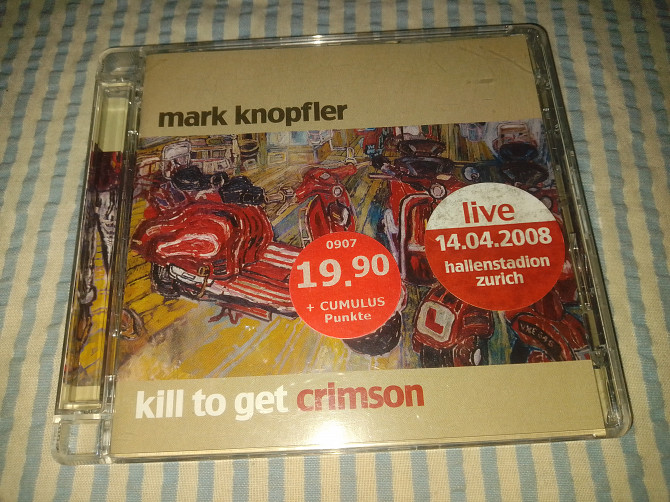 mark knopfler
live
14.04.2008
hallenstadion
zurich
0907
19.90
+ CUMULUS
Punkte
kill to get crimson